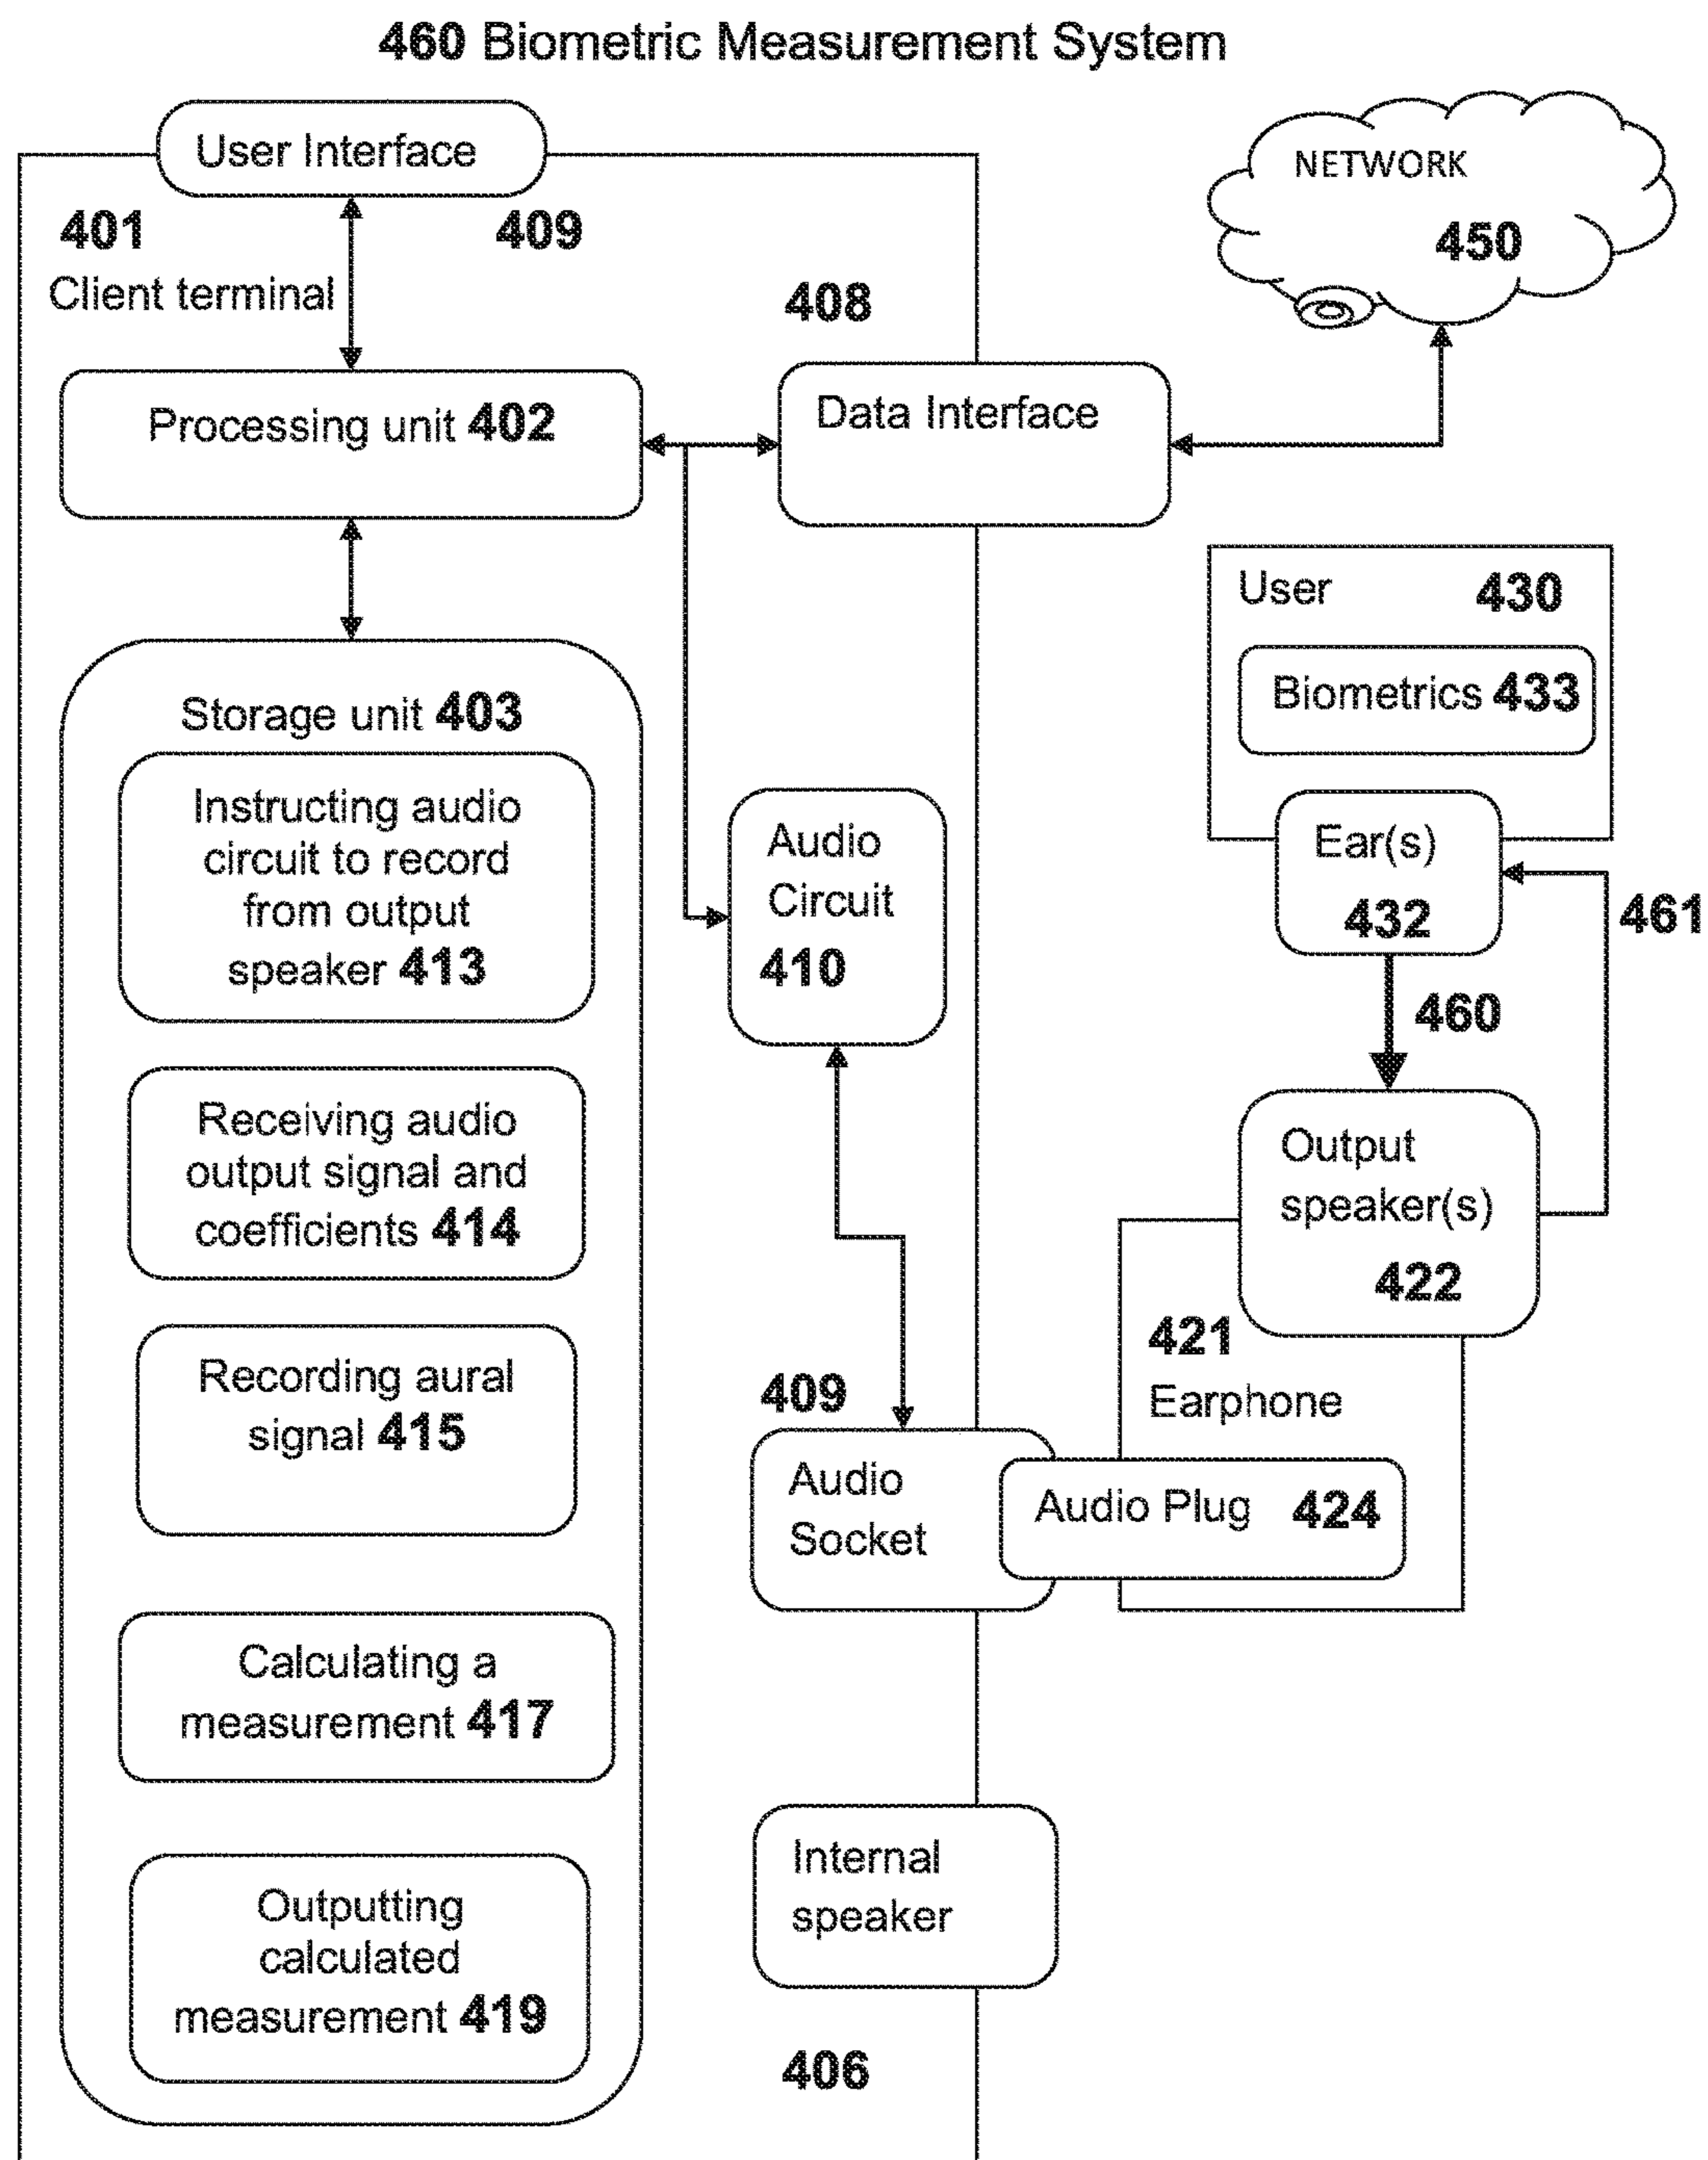 460 Biometric Measurement System
User Interface
401
409
Client terminal
NETWORK
450
408
Processing unit 402
Data Interface
User 430
Biometrics 433
Ear(s)
432
461
460
Storage unit 403
Instructing audio
circuit to record
from output
speaker 413
Audio
Circuit
410
Receiving audio
output signal and
coefficients 414
Output
speaker(s)
422
421
Earphone
Recording aural
signal 415
409
Audio
Socket
Audio Plug 424
Calculating a
measurement 417
Internal
speaker
Outputting
calculated
measurement 419
406